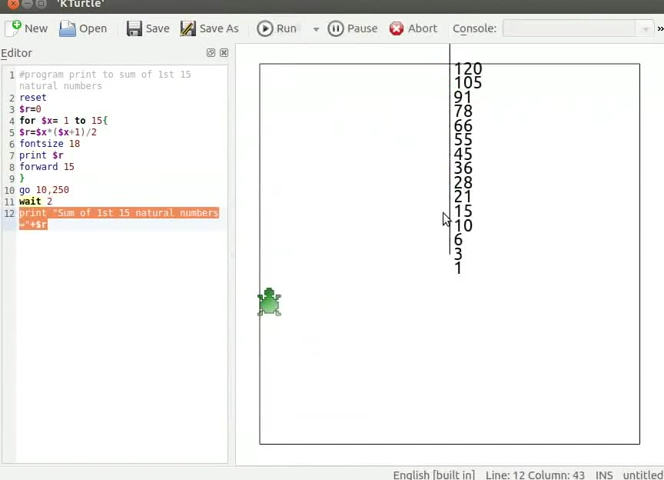 'KTurtle'
New Open Save Save As Run Pause Abort Console: »
Editor
1 #program print to sum of 1st 15
natural numbers
2 reset
3 $r=0
4 for $x= 1 to 15{
5 $r=$x*($x+1)/2
6 fontsize 18
7 print $r
8 forward 15
9 }
10 go 10,250
11 wait 2
12 print "Sum of 1st 15 natural numbers
="+$r
120
105
91
78
66
55
45
36
28
21
15
10
6
3
1
English [built in] Line: 12 Column: 43 INS untitled